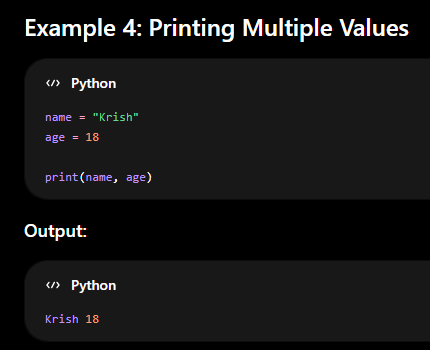 Example 4: Printing Multiple Values
</> Python
name = "Krish"
age = 18
print(name, age)
Output:
</> Python
Krish 18